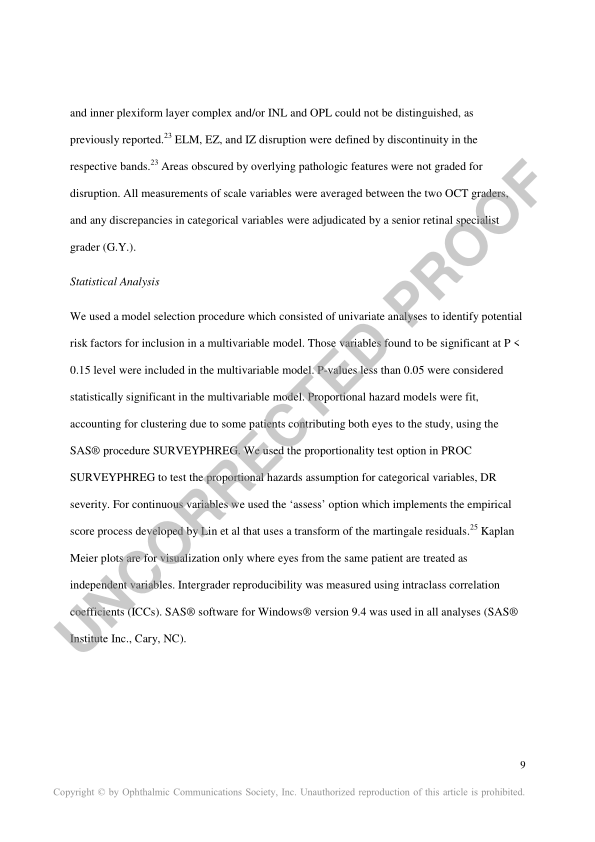 and inner plexiform layer complex and/or INL and OPL could not be distinguished, as
previously reported.23 ELM, EZ, and IZ disruption were defined by discontinuity in the
respective bands.23 Areas obscured by overlying pathologic features were not graded for
disruption. All measurements of scale variables were averaged between the two OCT graders,
and any discrepancies in categorical variables were adjudicated by a senior retinal specialist
grader (G.Y.).
Statistical Analysis
We used a model selection procedure which consisted of univariate analyses to identify potential
risk factors for inclusion in a multivariable model. Those variables found to be significant at P <
0.15 level were included in the multivariable model. P-values less than 0.05 were considered
statistically significant in the multivariable model. Proportional hazard models were fit,
accounting for clustering due to some patients contributing both eyes to the study, using the
SAS® procedure SURVEYPHREG. We used the proportionality test option in PROC
SURVEYPHREG to test the proportional hazards assumption for categorical variables, DR
severity. For continuous variables we used the ‘assess’ option which implements the empirical
score process developed by Lin et al that uses a transform of the martingale residuals.25 Kaplan
Meier plots are for visualization only where eyes from the same patient are treated as
independent variables. Intergrader reproducibility was measured using intraclass correlation
coefficients (ICCs). SAS® software for Windows® version 9.4 was used in all analyses (SAS®
Institute Inc., Cary, NC).
UNCORRECTED PROOF
9
Copyright © by Ophthalmic Communications Society, Inc. Unauthorized reproduction of this article is prohibited.